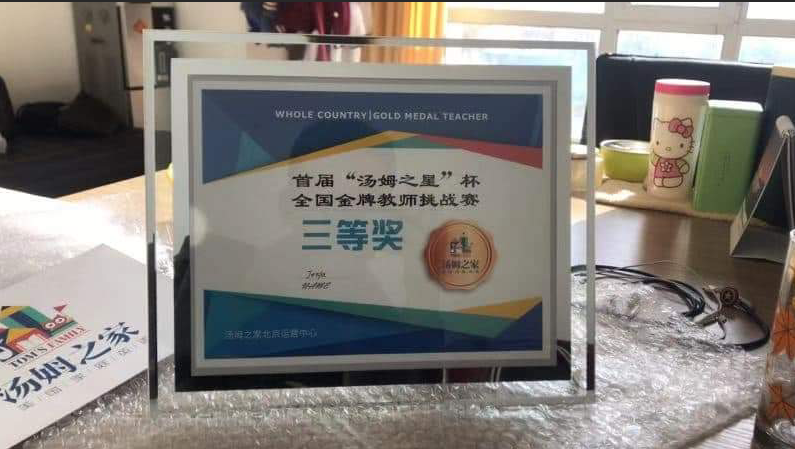 WHOLE COUNTRY|GOLD MEDAL TEACHER
首届“汤姆之星”杯
全国金牌教师挑战赛
三等奖
汤姆之家
汤姆之家北京运营中心
TOM'S FAMILY
汤姆之家